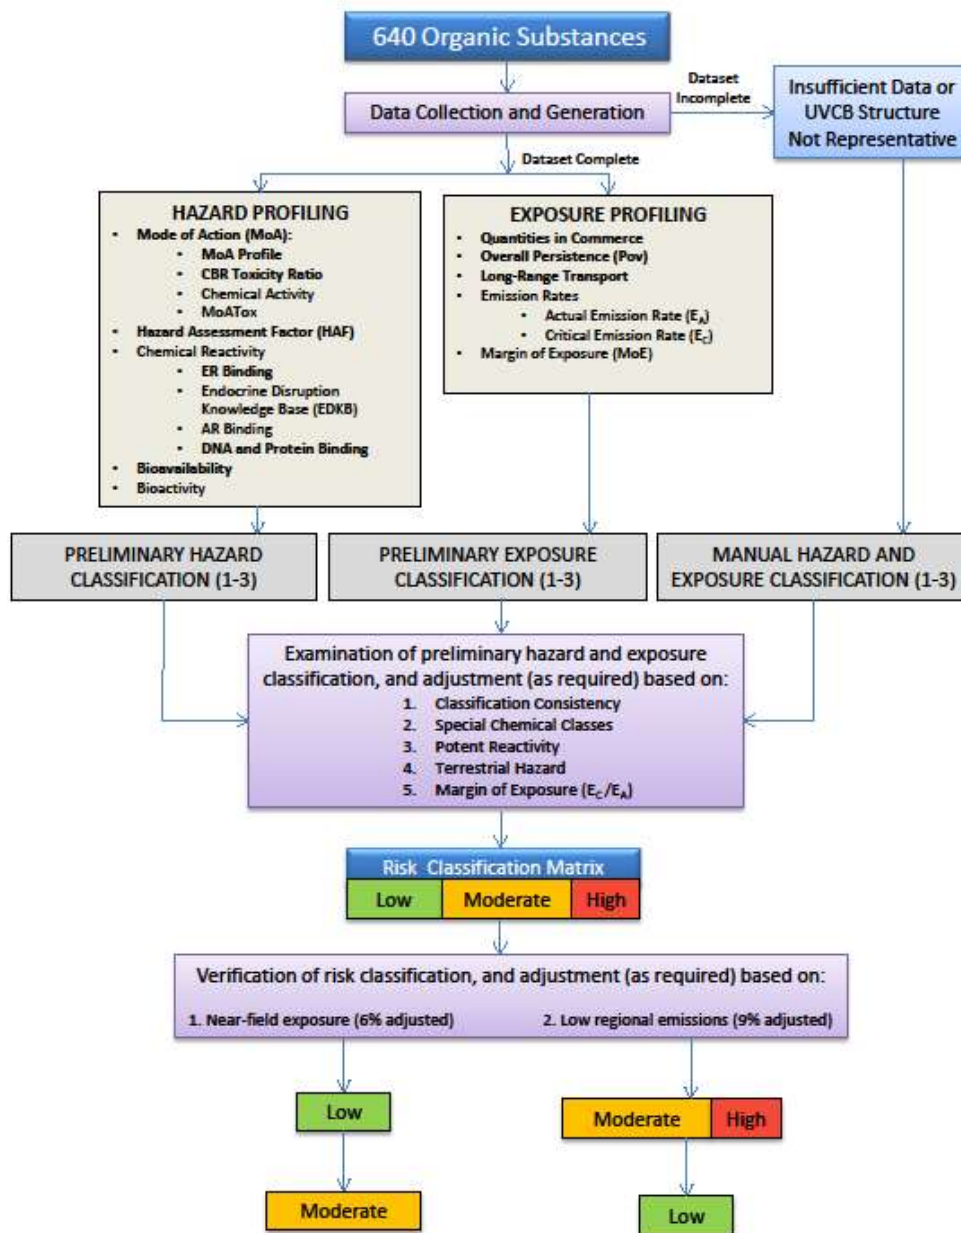 640 Organic Substances
Dataset
Incomplete
Data Collection and Generation
Insufficient Data or
UVCB Structure
Not Representative
Dataset Complete
HAZARD PROFILING
• Mode of Action (MoA):
• MoA Profile
• CBR Toxicity Ratio
• Chemical Activity
• MoATox
• Hazard Assessment Factor (HAF)
• Chemical Reactivity
• ER Binding
• Endocrine Disruption
Knowledge Base (EDKB)
• AR Binding
• DNA and Protein Binding
• Bioavailability
• Bioactivity
EXPOSURE PROFILING
• Quantities in Commerce
• Overall Persistence (Pov)
• Long-Range Transport
• Emission Rates
• Actual Emission Rate (EA)
• Critical Emission Rate (EC)
• Margin of Exposure (MoE)
PRELIMINARY HAZARD
CLASSIFICATION (1-3)
PRELIMINARY EXPOSURE
CLASSIFICATION (1-3)
MANUAL HAZARD AND
EXPOSURE CLASSIFICATION (1-3)
Examination of preliminary hazard and exposure
classification, and adjustment (as required) based on:
1. Classification Consistency
2. Special Chemical Classes
3. Potent Reactivity
4. Terrestrial Hazard
5. Margin of Exposure (EC/EA)
Risk Classification Matrix
Low Moderate High
Verification of risk classification, and adjustment (as required) based on:
1. Near-field exposure (6% adjusted) 2. Low regional emissions (9% adjusted)
Low
Moderate High
Moderate
Low